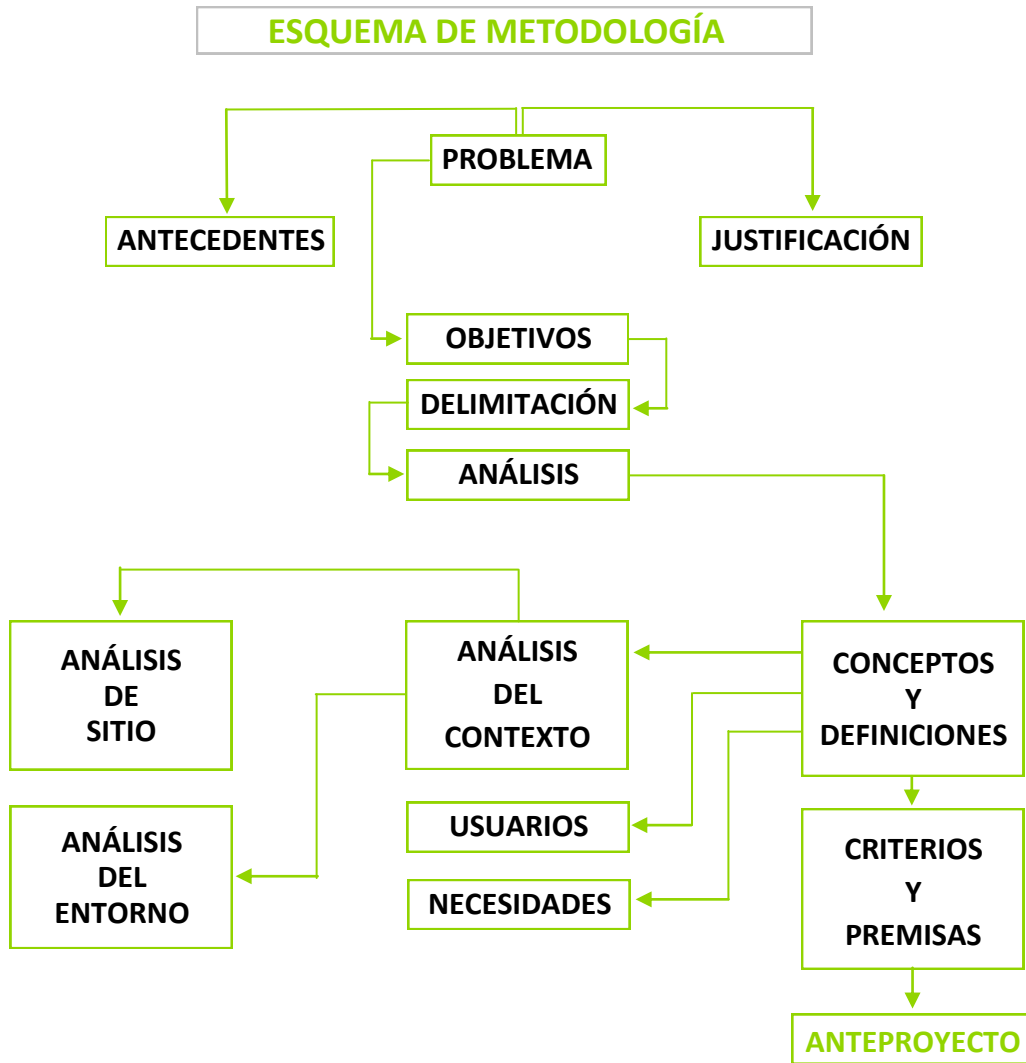 ESQUEMA DE METODOLOGÍA
PROBLEMA
ANTECEDENTES
JUSTIFICACIÓN
OBJETIVOS
DELIMITACIÓN
ANÁLISIS
ANÁLISIS
DE
SITIO
ANÁLISIS
DEL
CONTEXTO
CONCEPTOS
Y
DEFINICIONES
ANÁLISIS
DEL
ENTORNO
USUARIOS
NECESIDADES
CRITERIOS
Y
PREMISAS
ANTEPROYECTO